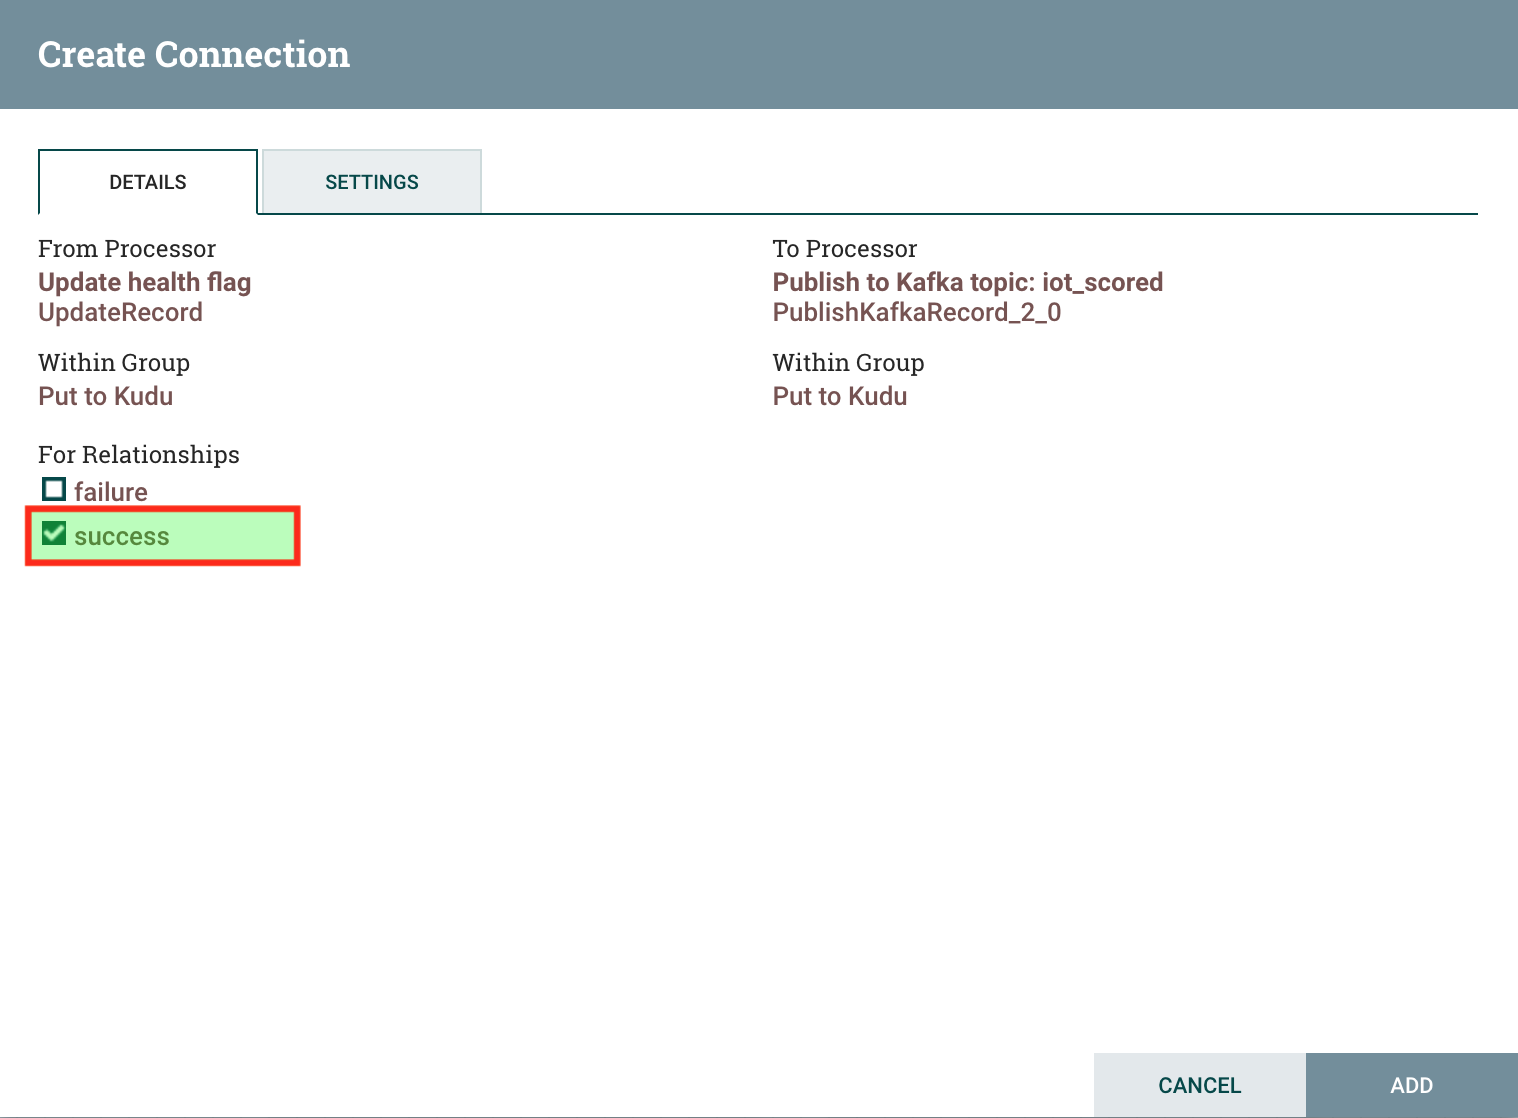 Create Connection
DETAILS
SETTINGS
From Processor
Update health flag
UpdateRecord
Within Group
Put to Kudu
For Relationships
failure
success
To Processor
Publish to Kafka topic: iot_scored
PublishKafkaRecord_2_0
Within Group
Put to Kudu
CANCEL
ADD